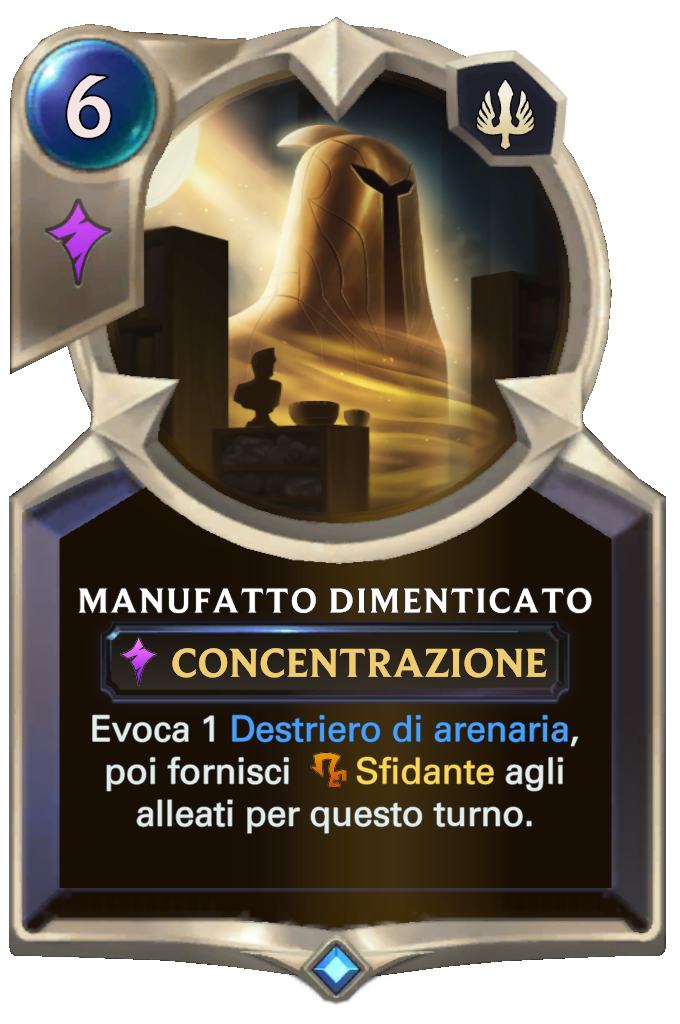 6
MANUFATTO DIMENTICATO
CONCENTRAZIONE
Evoca 1 Destriero di arenaria,
poi fornisci Sfidante agli
alleati per questo turno.